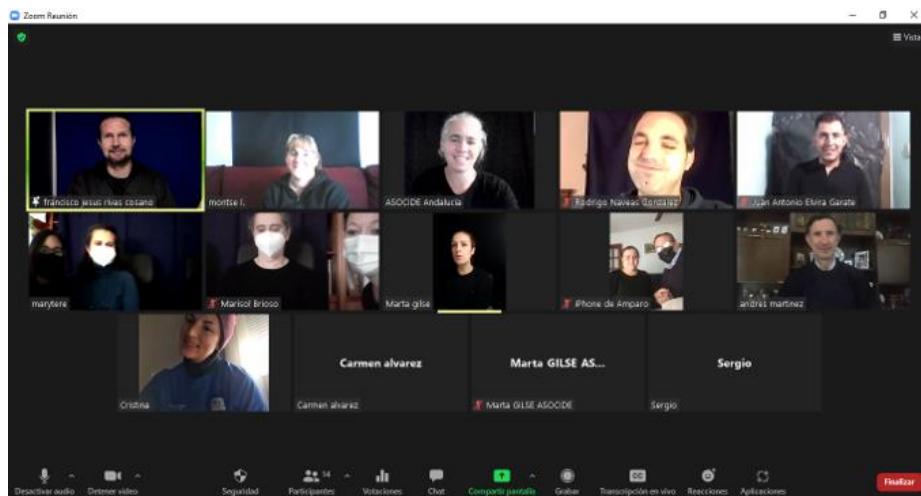 Zoom Reunión
Vista
francisco jesus rivas cosano
montse l.
ASOCIDE Andalucía
Rodrigo Naveas Gonzalez
Juan Antonio Elvira Garate
marytere
Marisol Brioso
Marta gilse
iPhone de Amparo
andres martinez
Cristina
Carmen alvarez
Carmen alvarez
Marta GILSE AS...
Marta GILSE ASOCIDE
Sergio
Sergio
Desactivar audio
Detener video
Seguridad
14
Participantes
Votaciones
Chat
Compartir pantalla
Grabar
CC
Transcripción en vivo
Reacciones
Aplicaciones
Finalizar